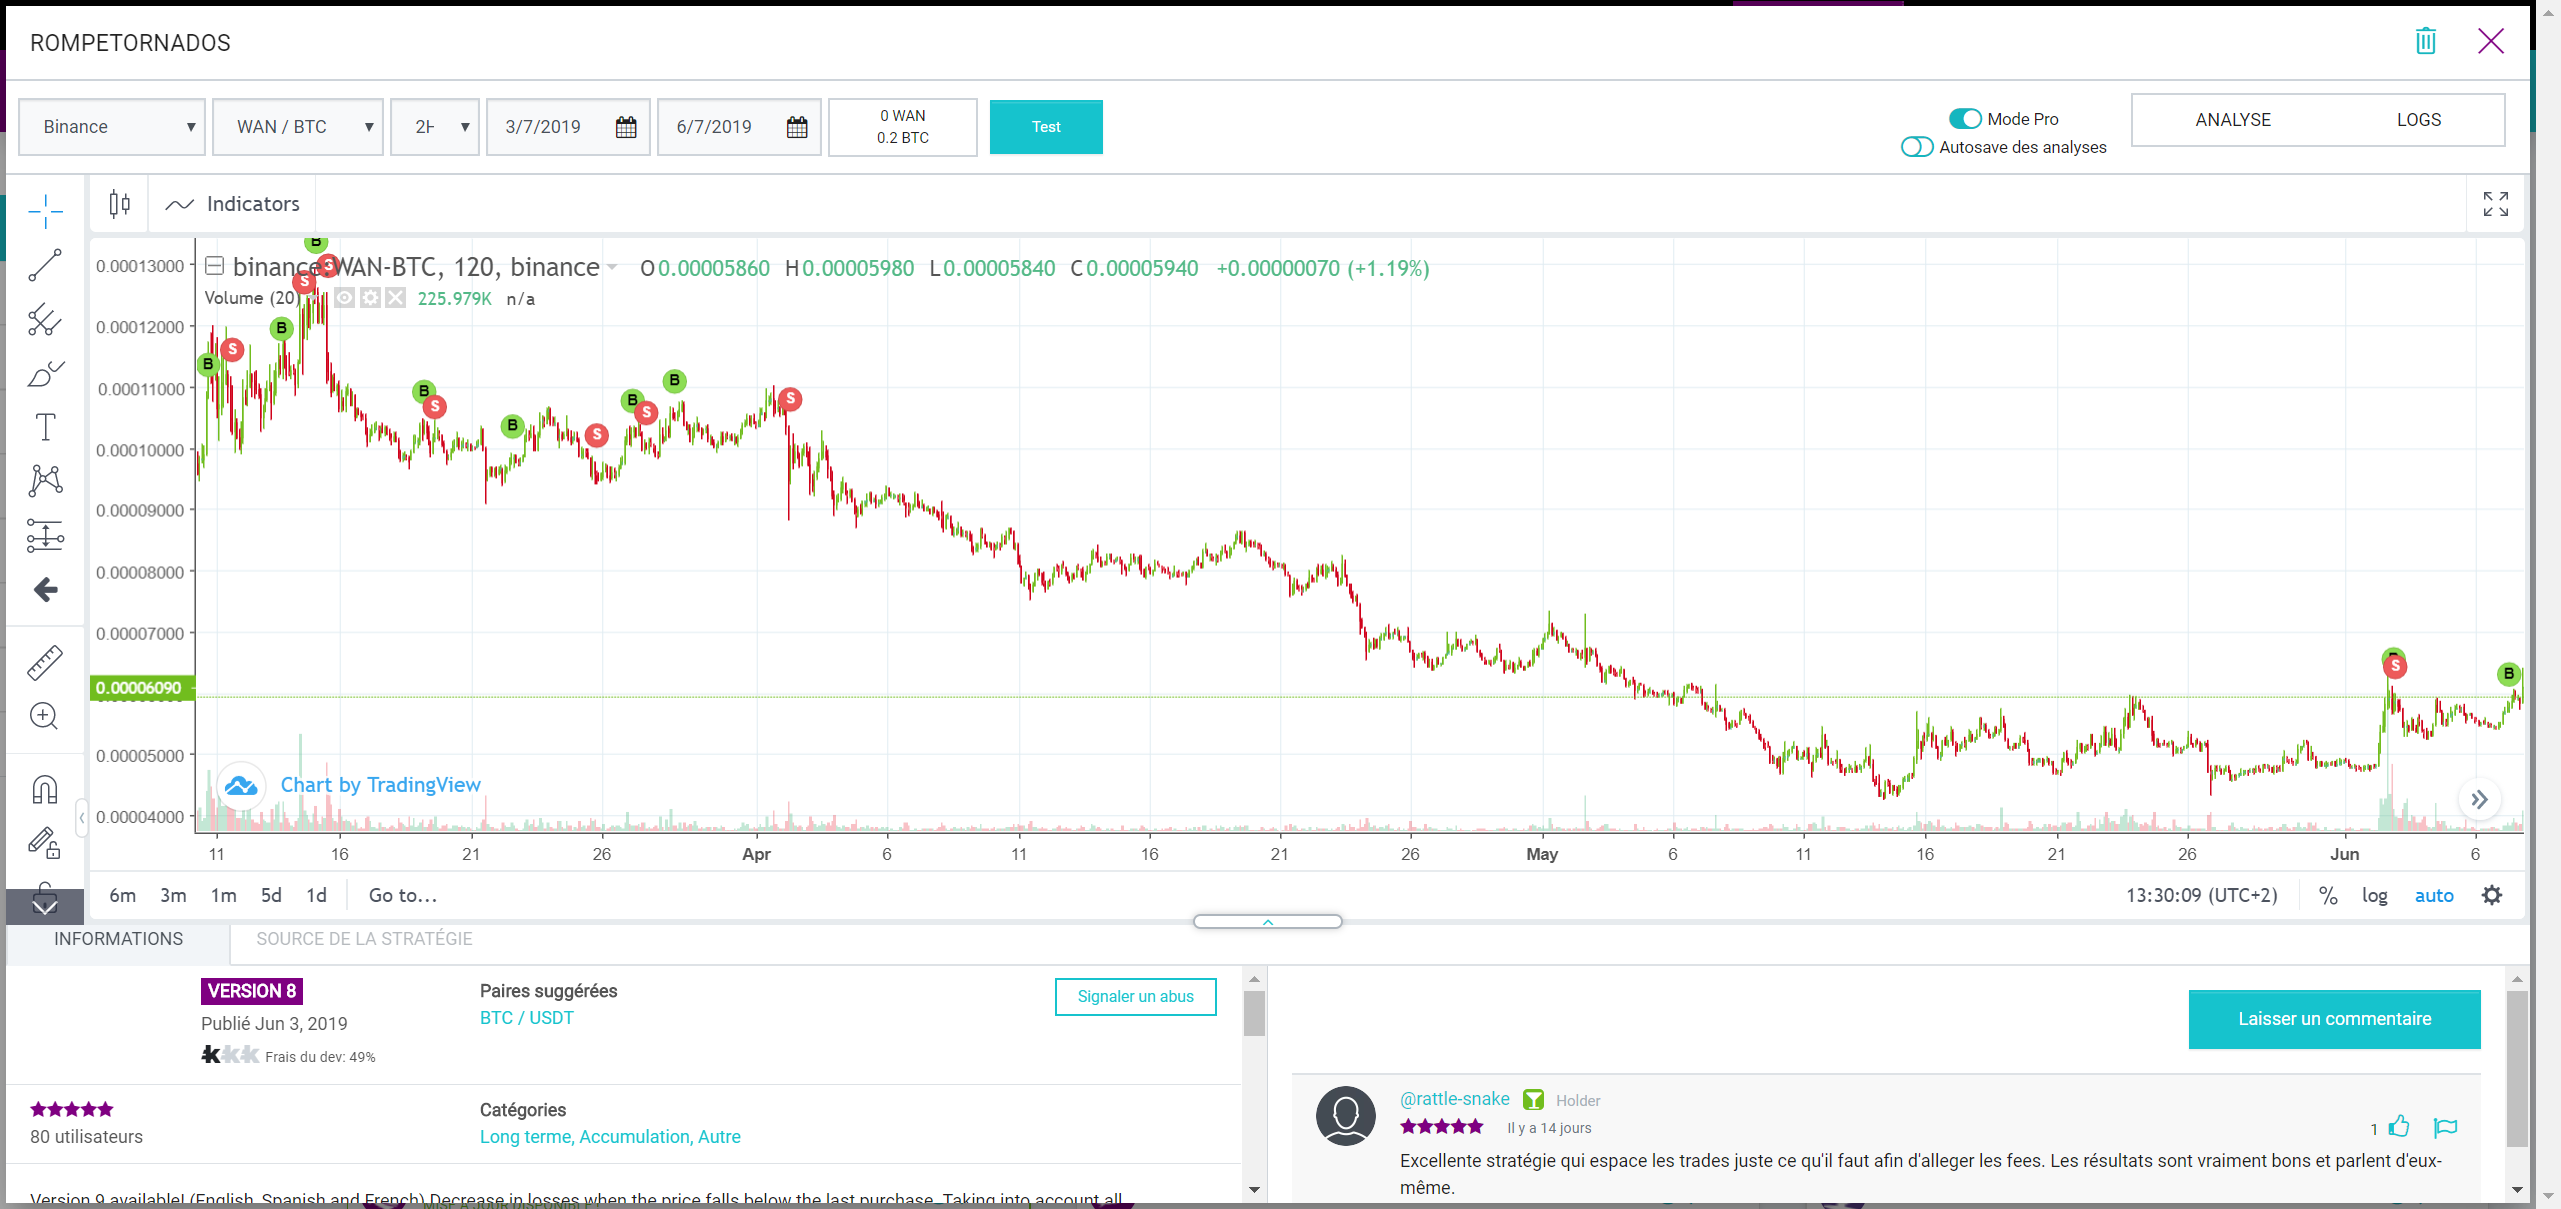 ROMPETORNADOS
Binance
WAN / BTC
2H
3/7/2019
6/7/2019
0 WAN
0.2 BTC
Test
Mode Pro
Autosave des analyses
ANALYSE
LOGS
Indicators
binance:WAN-BTC, 120, binance
O0.00005860 H0.00005980 L0.00005840 C0.00005940 +0.00000070 (+1.19%)
Volume (20) 225.979K n/a
0.00013000
0.00012000
0.00011000
0.00010000
0.00009000
0.00008000
0.00007000
0.00006090
0.00005000
0.00004000
B S B S B S B S B S B S B S B S B
Chart by TradingView
11 16 21 26 Apr 6 11 16 21 26 May 6 11 16 21 26 Jun 6
6m 3m 1m 5d 1d Go to...
13:30:09 (UTC+2) % log auto
INFORMATIONS
SOURCE DE LA STRATÉGIE
VERSION 8
Publié Jun 3, 2019
Frais du dev: 49%
Paires suggérées
BTC / USDT
Signaler un abus
80 utilisateurs
Catégories
Long terme, Accumulation, Autre
Version 9 available! (English, Spanish and French) Decrease in losses when the price falls below the last purchase. Taking into account all
MISE À JOUR DISPONIBLE
Laisser un commentaire
@rattle-snake Holder
Il y a 14 jours
1
Excellente stratégie qui espace les trades juste ce qu'il faut afin d'alleger les fees. Les résultats sont vraiment bons et parlent d'eux-
même.